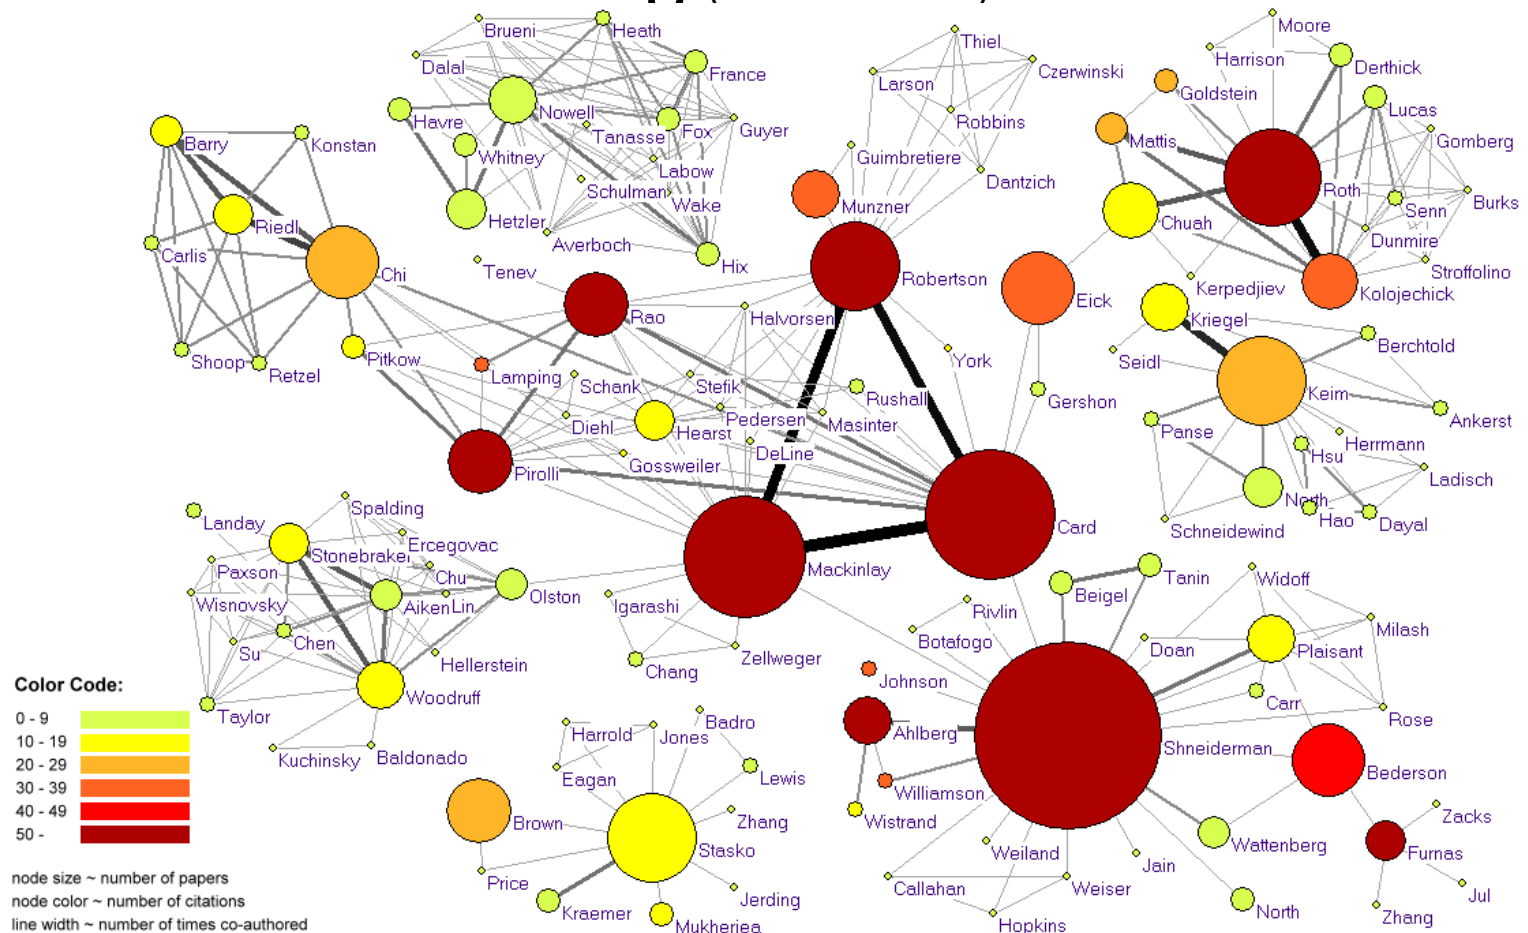 Moore
Brueni
Heath
Thiel
Harrison
Derthick
Dalal
France
Larson
Czerwinski
Goldstein
Lucas
Havre
Nowell
Tanasse
Fox
Guyer
Robbins
Mattis
Gomberg
Barry
Konstan
Whitney
Labow
Guimbretiere
Dantzich
Roth
Schulman
Wake
Munzner
Senn
Burks
Riedl
Hetzler
Averboch
Chuah
Dunmire
Carlis
Chi
Tenev
Hix
Robertson
Eick
Kerpedjiev
Stroffolino
Kolojechick
Rao
Halvorsen
Kriegel
Berchtold
Shoop
Retzel
Pitkow
Lamping
York
Seidl
Schank
Stefik
Rushall
Gershon
Keim
Ankerst
Diehl
Hearst
Pedersen
Masinter
Panse
Herrmann
Hsu
Pirolli
Gossweiler
DeLine
Ladisch
North
Hao
Dayal
Schneidewind
Spalding
Landay
Stonebraker
Ercegovac
Card
Paxson
Chu
Mackinlay
Tanin
Widoff
Wisnovsky
Aiken
Lin
Olston
Igarashi
Rivlin
Beigel
Botafogo
Doan
Plaisant
Milash
Su
Chen
Hellerstein
Chang
Zellweger
Johnson
Carr
Color Code:
Woodruff
Taylor
Rose
0 - 9
10 - 19
20 - 29
30 - 39
40 - 49
50 -
Kuchinsky
Baldonado
Harrold
Jones
Badro
Ahlberg
Shneiderman
Bederson
Eagan
Lewis
Williamson
Wistrand
Brown
Zhang
Stasko
Weiland
Jain
Wattenberg
Zacks
Furnas
Price
Jerding
Callahan
Weiser
Jul
Kraemer
Mukherjea
Hopkins
North
Zhang
node size ~ number of papers
node color ~ number of citations
line width ~ number of times co-authored